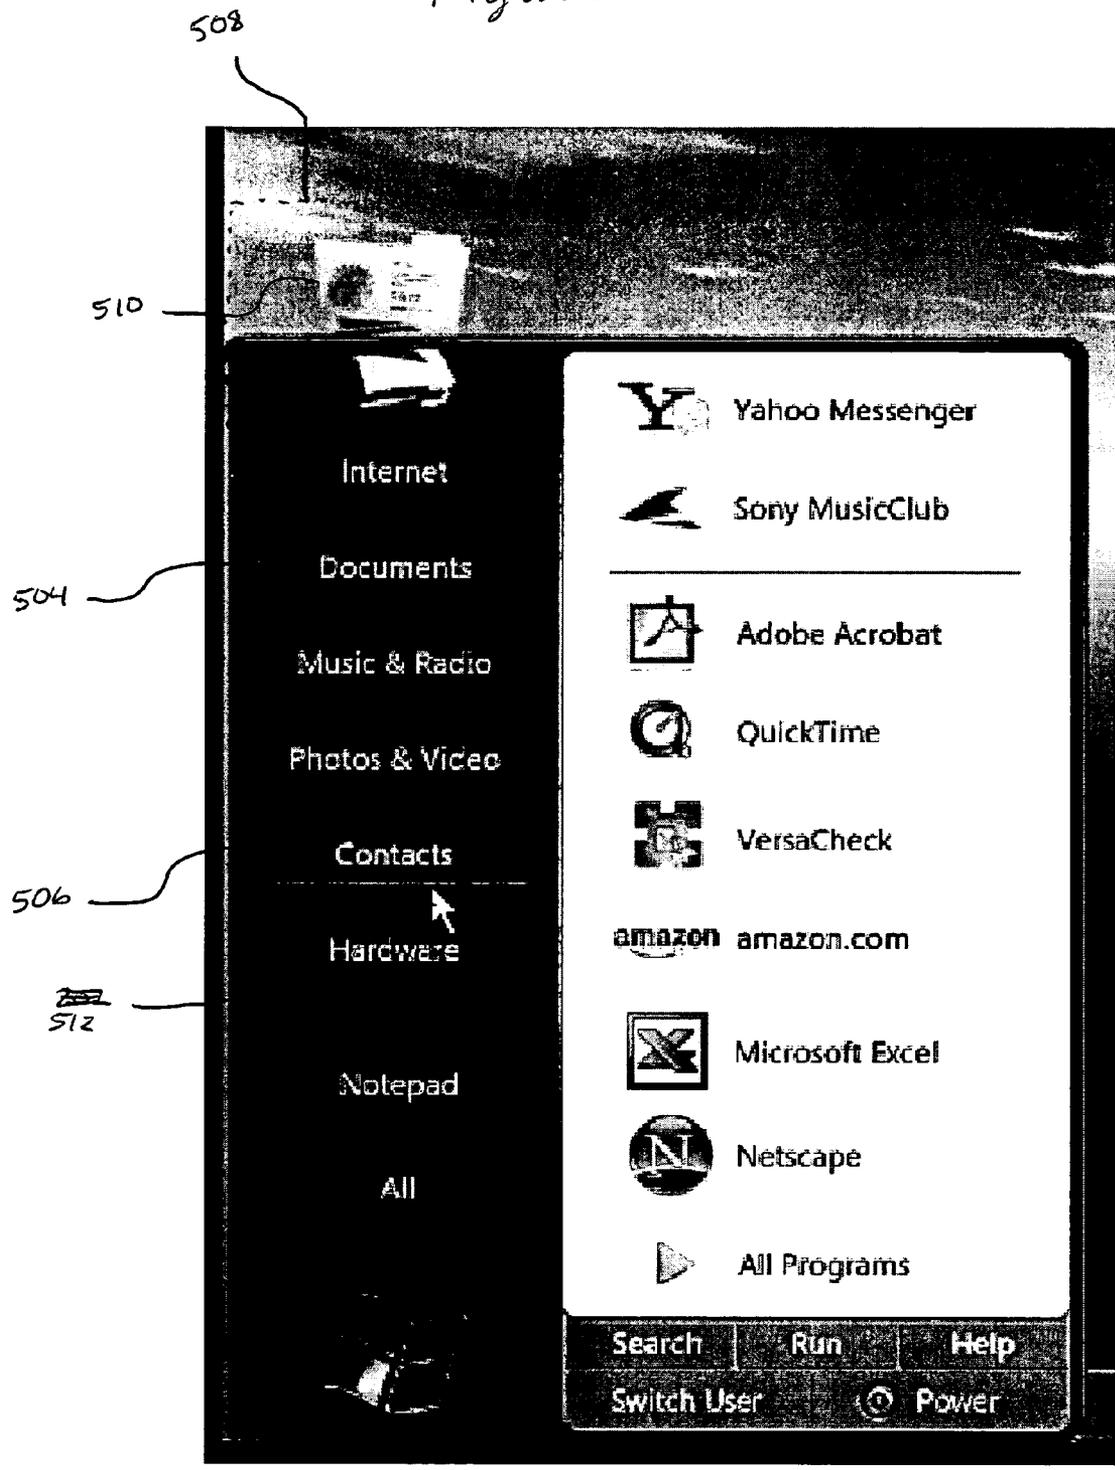 508
510
Yahoo Messenger
Internet
Sony MusicClub
Documents
504
Adobe Acrobat
Music & Radio
QuickTime
Photos & Video
VersaCheck
Contacts
506
amazon amazon.com
Hardware
512
Microsoft Excel
Notepad
N Netscape
All
All Programs
Search Run Help
Switch User Power